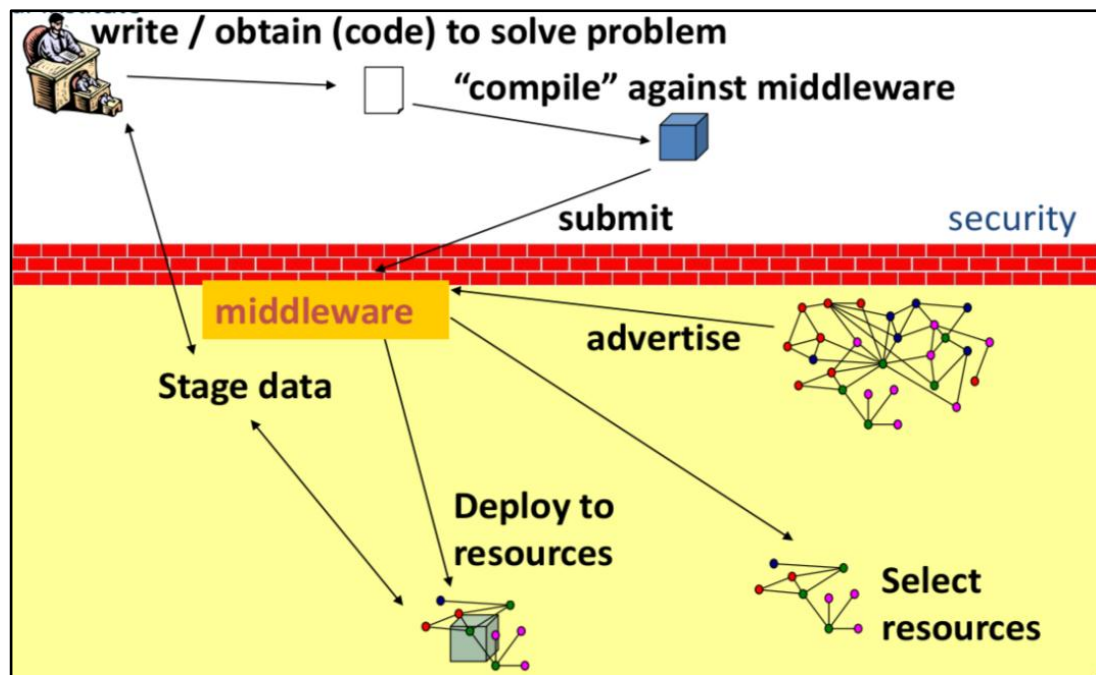 write / obtain (code) to solve problem
“compile” against middleware
submit
security
middleware
advertise
Stage data
Deploy to
resources
Select
resources